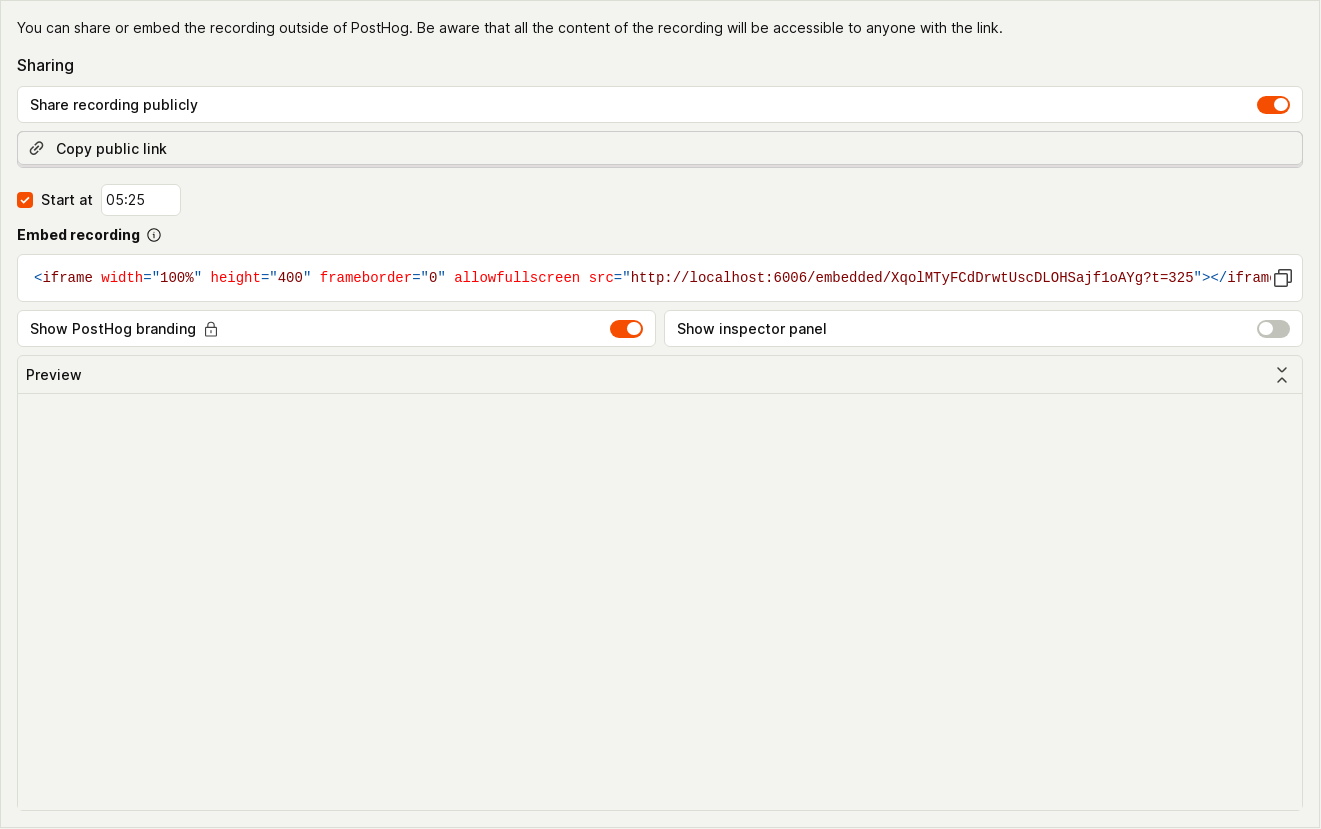 You can share or embed the recording outside of PostHog. Be aware that all the content of the recording will be accessible to anyone with the link.
Sharing
Share recording publicly
Copy public link
Start at 05:25
Embed recording
<iframe width="100%" height="400" frameborder="0" allowfullscreen src="http://localhost:6006/embedded/XqolMTyFCdDrwtUscDLOHSajf1oAYg?t=325"></iframe
Show PostHog branding
Show inspector panel
Preview